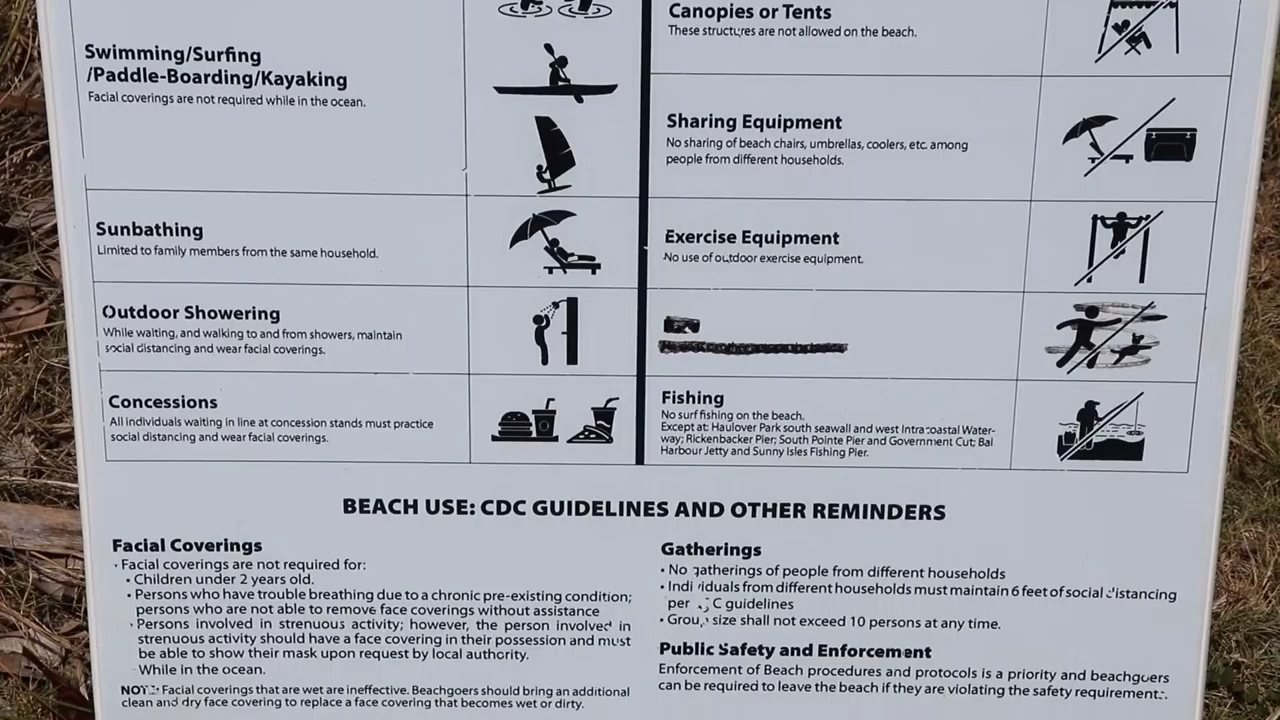 Swimming/Surfing
/Paddle-Boarding/Kayaking
Facial coverings are not required while in the ocean.
Sunbathing
Limited to family members from the same household.
Outdoor Showering
While waiting, and walking to and from showers, maintain
social distancing and wear facial coverings.
Concessions
All individuals waiting in line at concession stands must practice
social distancing and wear facial coverings.
Canopies or Tents
These structures are not allowed on the beach.
Sharing Equipment
No sharing of beach chairs, umbrellas, coolers, etc. among
people from different households.
Exercise Equipment
No use of outdoor exercise equipment.
Fishing
No surf fishing on the beach.
Except at: Haulover Park south seawall and west Intracoastal Water-
way; Rickenbacker Pier; South Pointe Pier and Government Cut; Bal
Harbour Jetty and Sunny Isles Fishing Pier.
BEACH USE: CDC GUIDELINES AND OTHER REMINDERS
Facial Coverings
· Facial coverings are not required for:
• Children under 2 years old.
• Persons who have trouble breathing due to a chronic pre-existing condition;
persons who are not able to remove face coverings without assistance
• Persons involved in strenuous activity; however, the person involved in
strenuous activity should have a face covering in their possession and must
be able to show their mask upon request by local authority.
· While in the ocean.
NOTE: Facial coverings that are wet are ineffective. Beachgoers should bring an additional
clean and dry face covering to replace a face covering that becomes wet or dirty.
Gatherings
• No gatherings of people from different households
• Individuals from different households must maintain 6 feet of social distancing
per CDC guidelines
• Group size shall not exceed 10 persons at any time.
Public Safety and Enforcement
Enforcement of Beach procedures and protocols is a priority and beachgoers
can be required to leave the beach if they are violating the safety requirements.